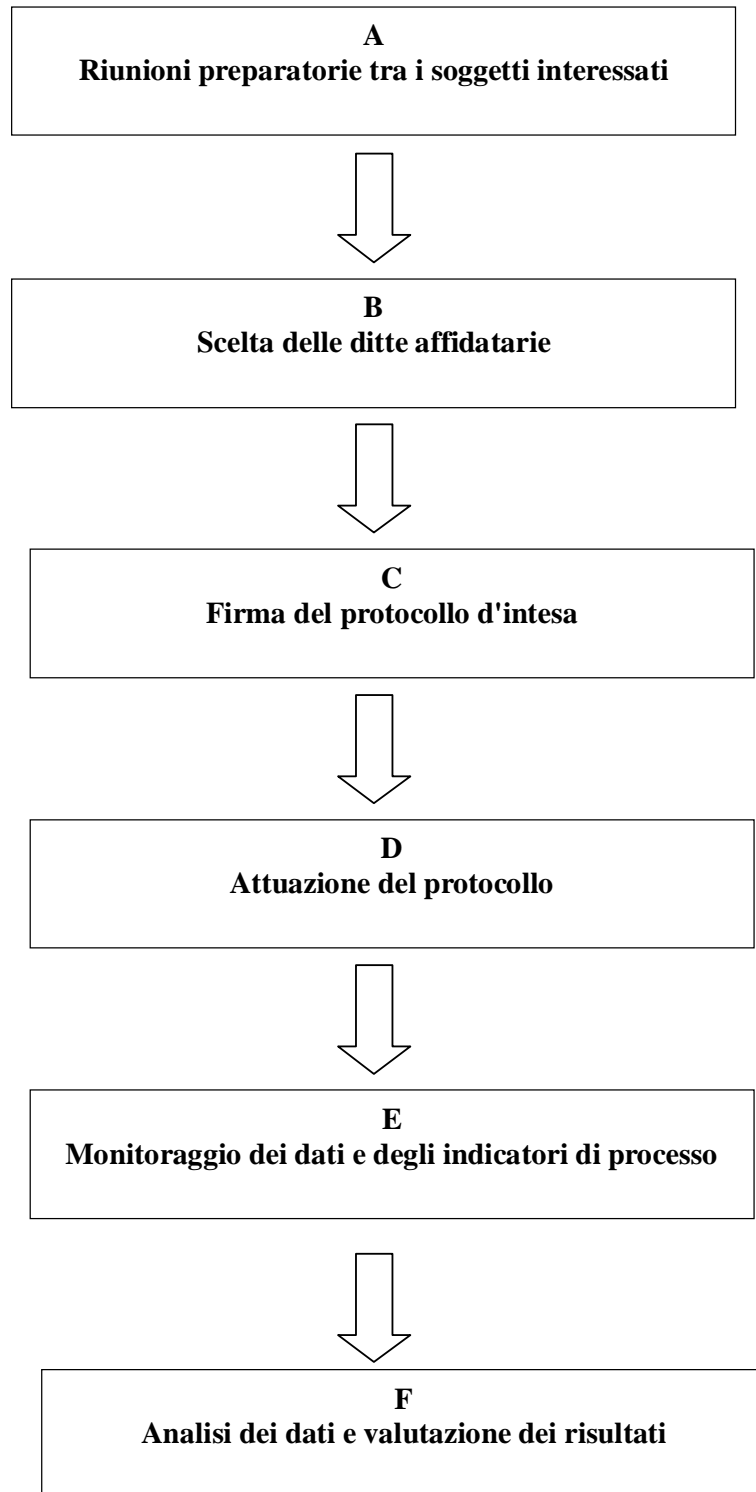 A
Riunioni preparatorie tra i soggetti interessati
B
Scelta delle ditte affidatarie
C
Firma del protocollo d'intesa
D
Attuazione del protocollo
E
Monitoraggio dei dati e degli indicatori di processo
F
Analisi dei dati e valutazione dei risultati